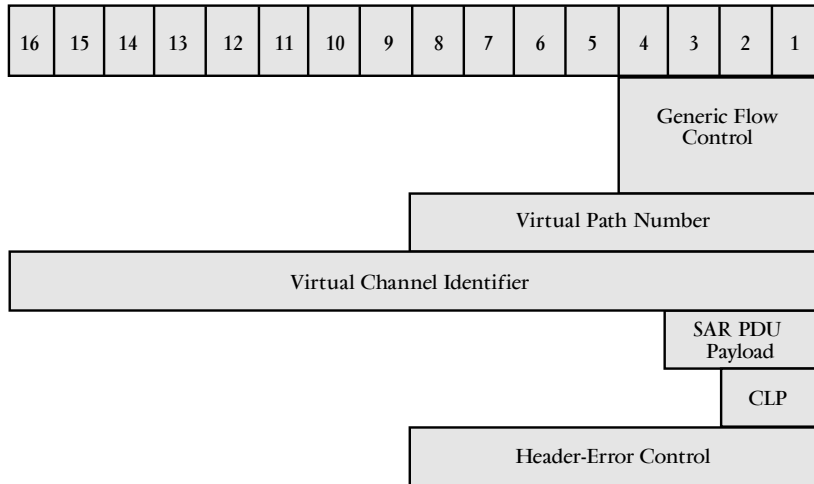 16 15 14 13 12 11 10 9 8 7 6 5 4 3 2 1
Generic Flow
Control
Virtual Path Number
Virtual Channel Identifier
SAR PDU
Payload
CLP
Header-Error Control